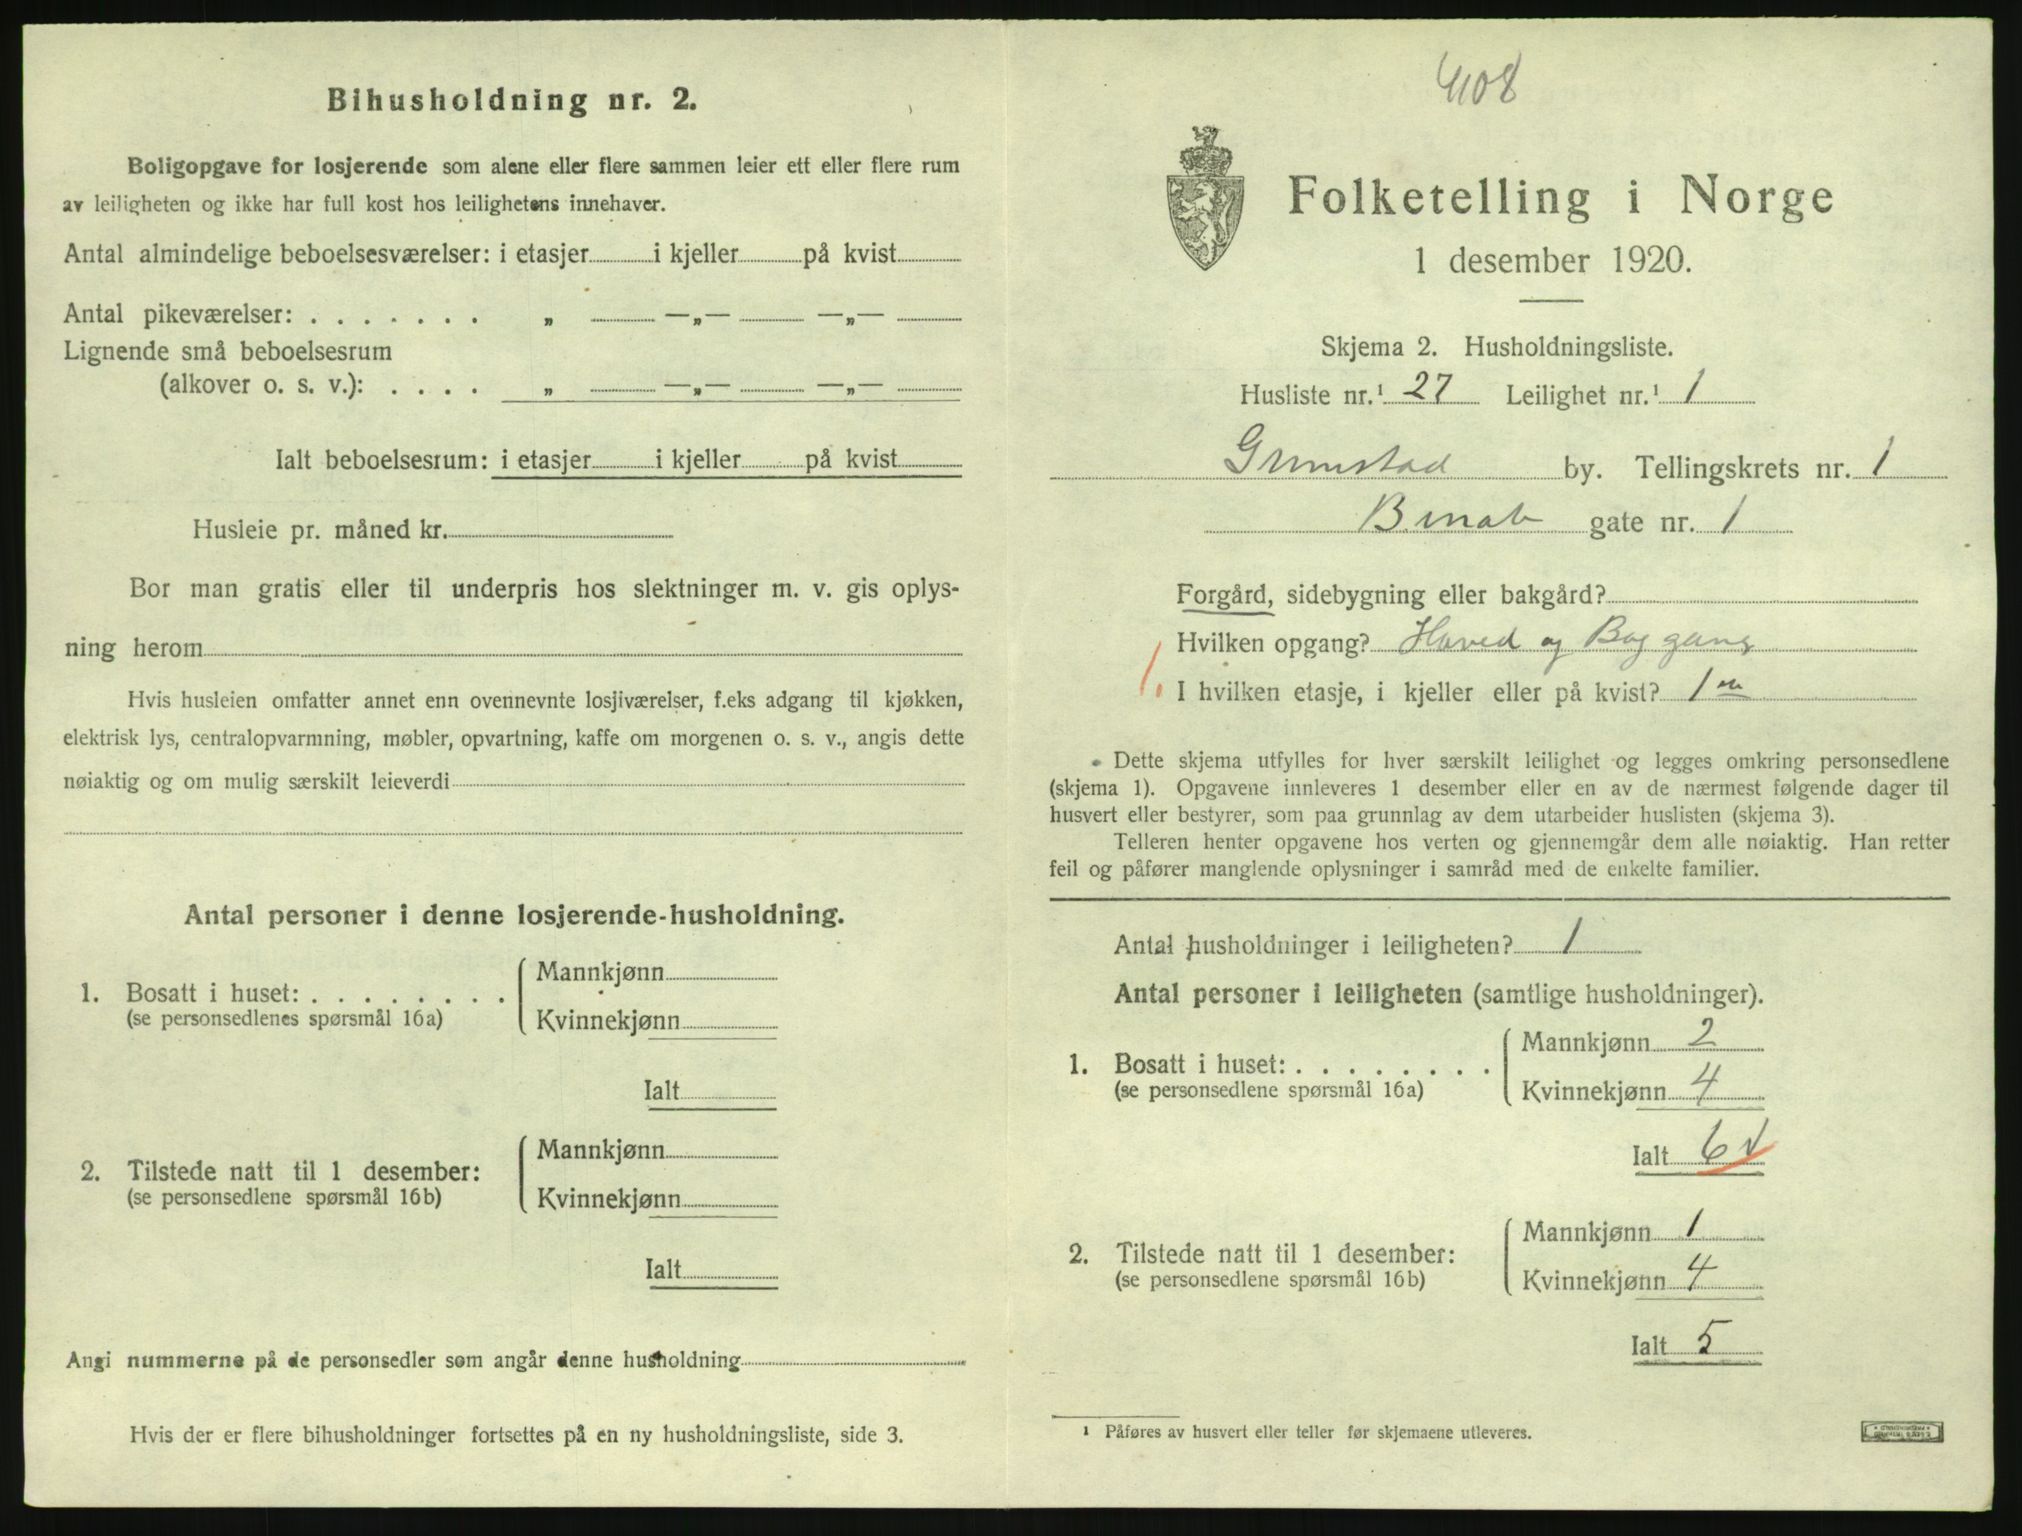 Bihusholdning nr. 2.
Boligopgave for losjerende som alene eller flere sammen leier ett eller flere rum
av leiligheten og ikke har full kost hos leilighetens innehaver.
Antal almindelige beboelsesværelser: i etasjer i kjeller på kvist
Antal pikeværelser: . . . . . . . „ —„— —„—
Lignende små beboelsesrum
(alkover o. s. v.): . . . . „ —„— —„—
Ialt beboelsesrum: i etasjer i kjeller på kvist
Husleie pr. måned kr.
Bor man gratis eller til underpris hos slektninger m. v. gis oplys-
ning herom
Hvis husleien omfatter annet enn ovennevnte losjiværelser, f.eks adgang til kjøkken,
elektrisk lys, centralopvarmning, møbler, opvartning, kaffe om morgenen o. s. v., angis dette
nøiaktig og om mulig særskilt leieverdi
Antal personer i denne losjerende-husholdning.
Mannkjønn
1. Bosatt i huset: . . . . . . . .
(se personsedlenes spørsmål 16a)
Kvinnekjønn
Ialt
Mannkjønn
2. Tilstede natt til 1 desember:
(se personsedlene spørsmål 16b)
Kvinnekjønn
Ialt
Angi nummerne på de personsedler som angår denne husholdning
Hvis der er flere bihusholdninger fortsettes på en ny husholdningsliste, side 3.
4108
Folketelling i Norge
1 desember 1920.
Skjema 2. Husholdningsliste.
Husliste nr.¹ 27 Leilighet nr.¹ 1
Grimstad by. Tellingskrets nr. 1
gate nr. 1
Forgård, sidebygning eller bakgård?
Hvilken opgang? Hoved og Bag gang
1. I hvilken etasje, i kjeller eller på kvist? 1
Dette skjema utfylles for hver særskilt leilighet og legges omkring personsedlene
(skjema 1). Opgavene innleveres 1 desember eller en av de nærmest følgende dager til
husvert eller bestyrer, som paa grunnlag av dem utarbeider huslisten (skjema 3).
Telleren henter opgavene hos verten og gjennemgår dem alle nøiaktig. Han retter
feil og påfører manglende oplysninger i samråd med de enkelte familier.
Antal husholdninger i leiligheten? 1
Antal personer i leiligheten (samtlige husholdninger).
Mannkjønn 2
1. Bosatt i huset: . . . . . . . .
(se personsedlene spørsmål 16a)
Kvinnekjønn 4
Ialt 6
Mannkjønn 1
2. Tilstede natt til 1 desember:
(se personsedlene spørsmål 16b)
Kvinnekjønn 4
Ialt 5
¹ Påføres av husvert eller teller før skjemaene utleveres.